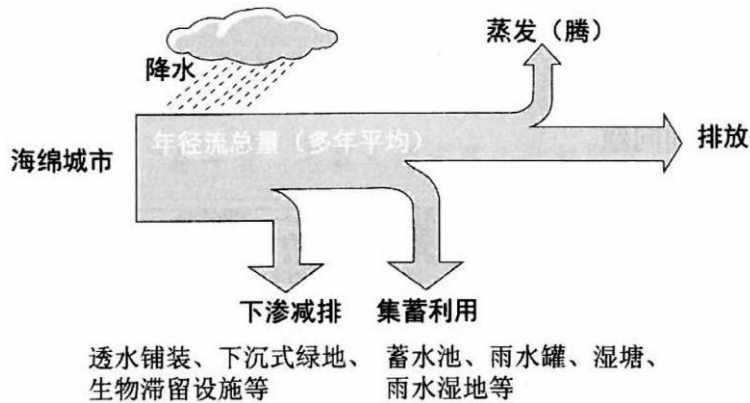 蒸发（腾）
降水
年径流总量（多年平均）
海绵城市
排放
下渗减排
集蓄利用
透水铺装、下沉式绿地、
生物滞留设施等
蓄水池、雨水罐、湿塘、
雨水湿地等